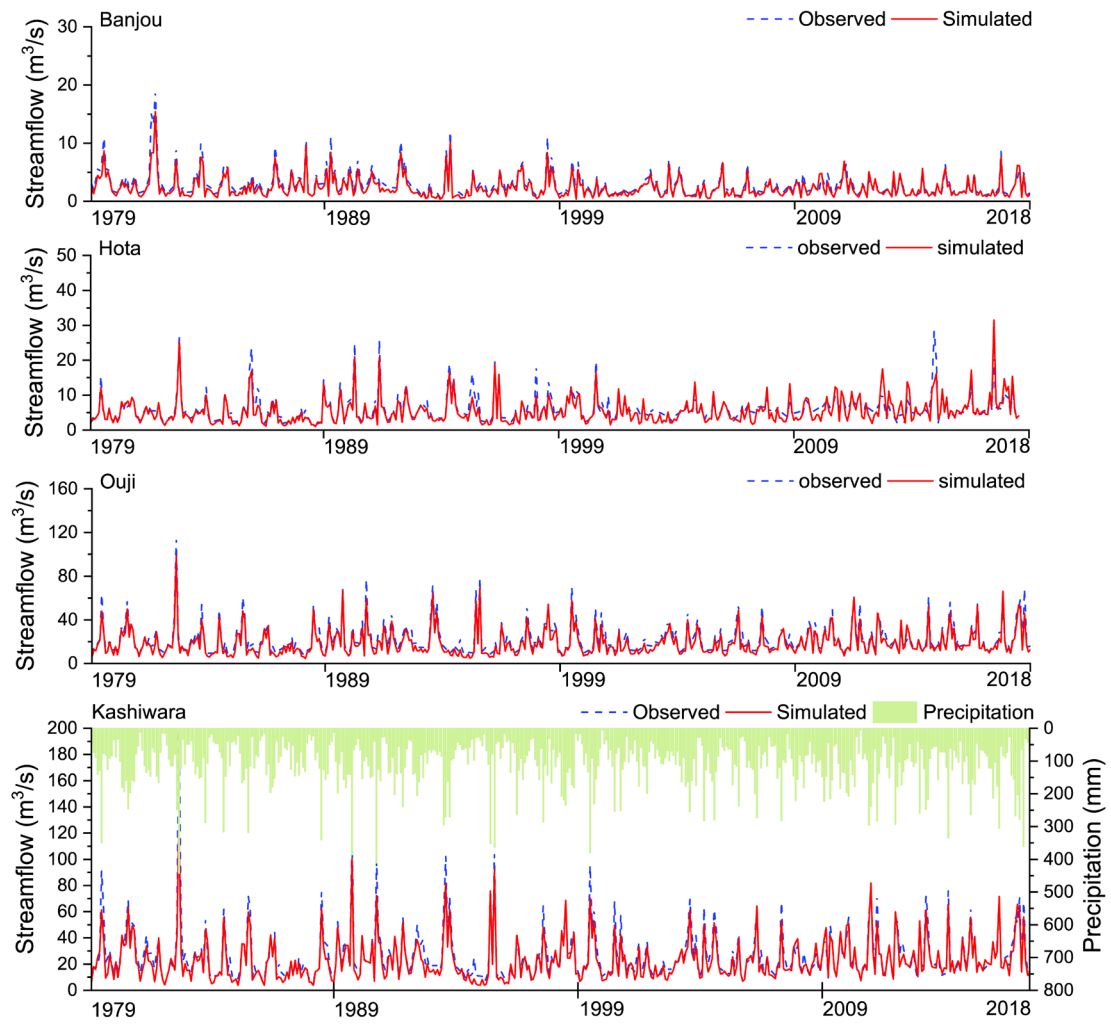 Banjou
Observed Simulated
Streamflow (m³/s)
30
20
10
0
1979 1989 1999 2009 2018
Hota
observed simulated
Streamflow (m³/s)
50
40
30
20
10
0
1979 1989 1999 2009 2018
Ouji
observed simulated
Streamflow (m³/s)
160
120
80
40
0
1979 1989 1999 2009 2018
Kashiwara
Observed Simulated Precipitation
Streamflow (m³/s)
200
180
160
140
120
100
80
60
40
20
0
0
100
200
300
400
500
600
700
800
Precipitation (mm)
1979 1989 1999 2009 2018